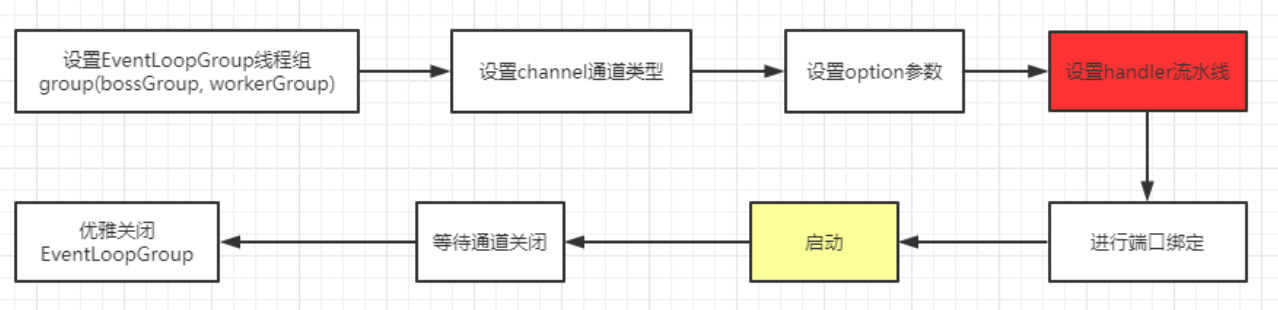 设置EventLoopGroup线程组
group(bossGroup, workerGroup)
设置channel通道类型
设置option参数
设置handler流水线
进行端口绑定
启动
等待通道关闭
优雅关闭
EventLoopGroup